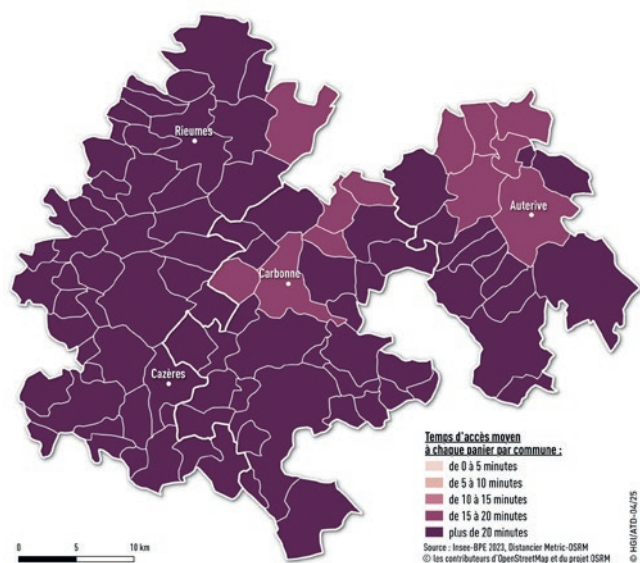 Rieumes
Auterive
Carbonne
Cazères
Temps d'accès moyen
à chaque panier par commune :
de 0 à 5 minutes
de 5 à 10 minutes
de 10 à 15 minutes
de 15 à 20 minutes
plus de 20 minutes
Source : Insee-BPE 2023, Distancier Metric-OSRM
© les contributeurs d'OpenStreetMap et du projet OSRM
0 5 10 km
© HGI/ATD-04/25